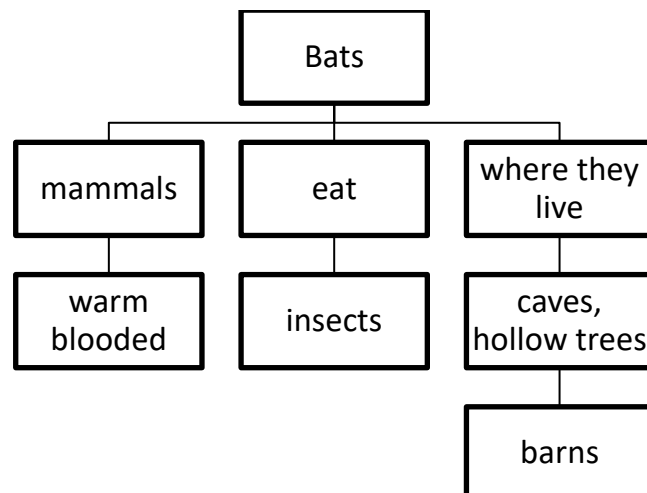 Bats
mammals
eat
where they
live
warm
blooded
insects
caves,
hollow trees
barns